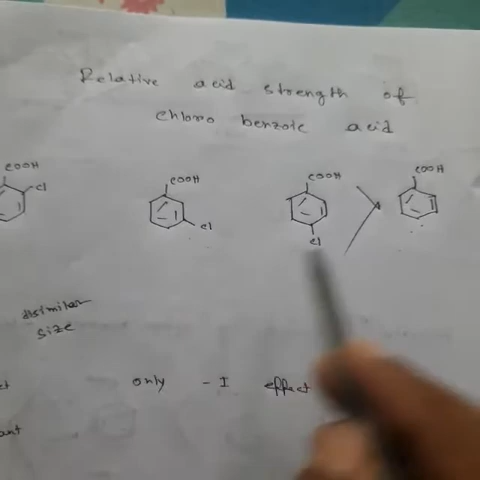 Relative acid strength of
chloro benzoic acid
COOH COOH COOH > COOH
Cl Cl Cl
dissimilar
size
only - I effect